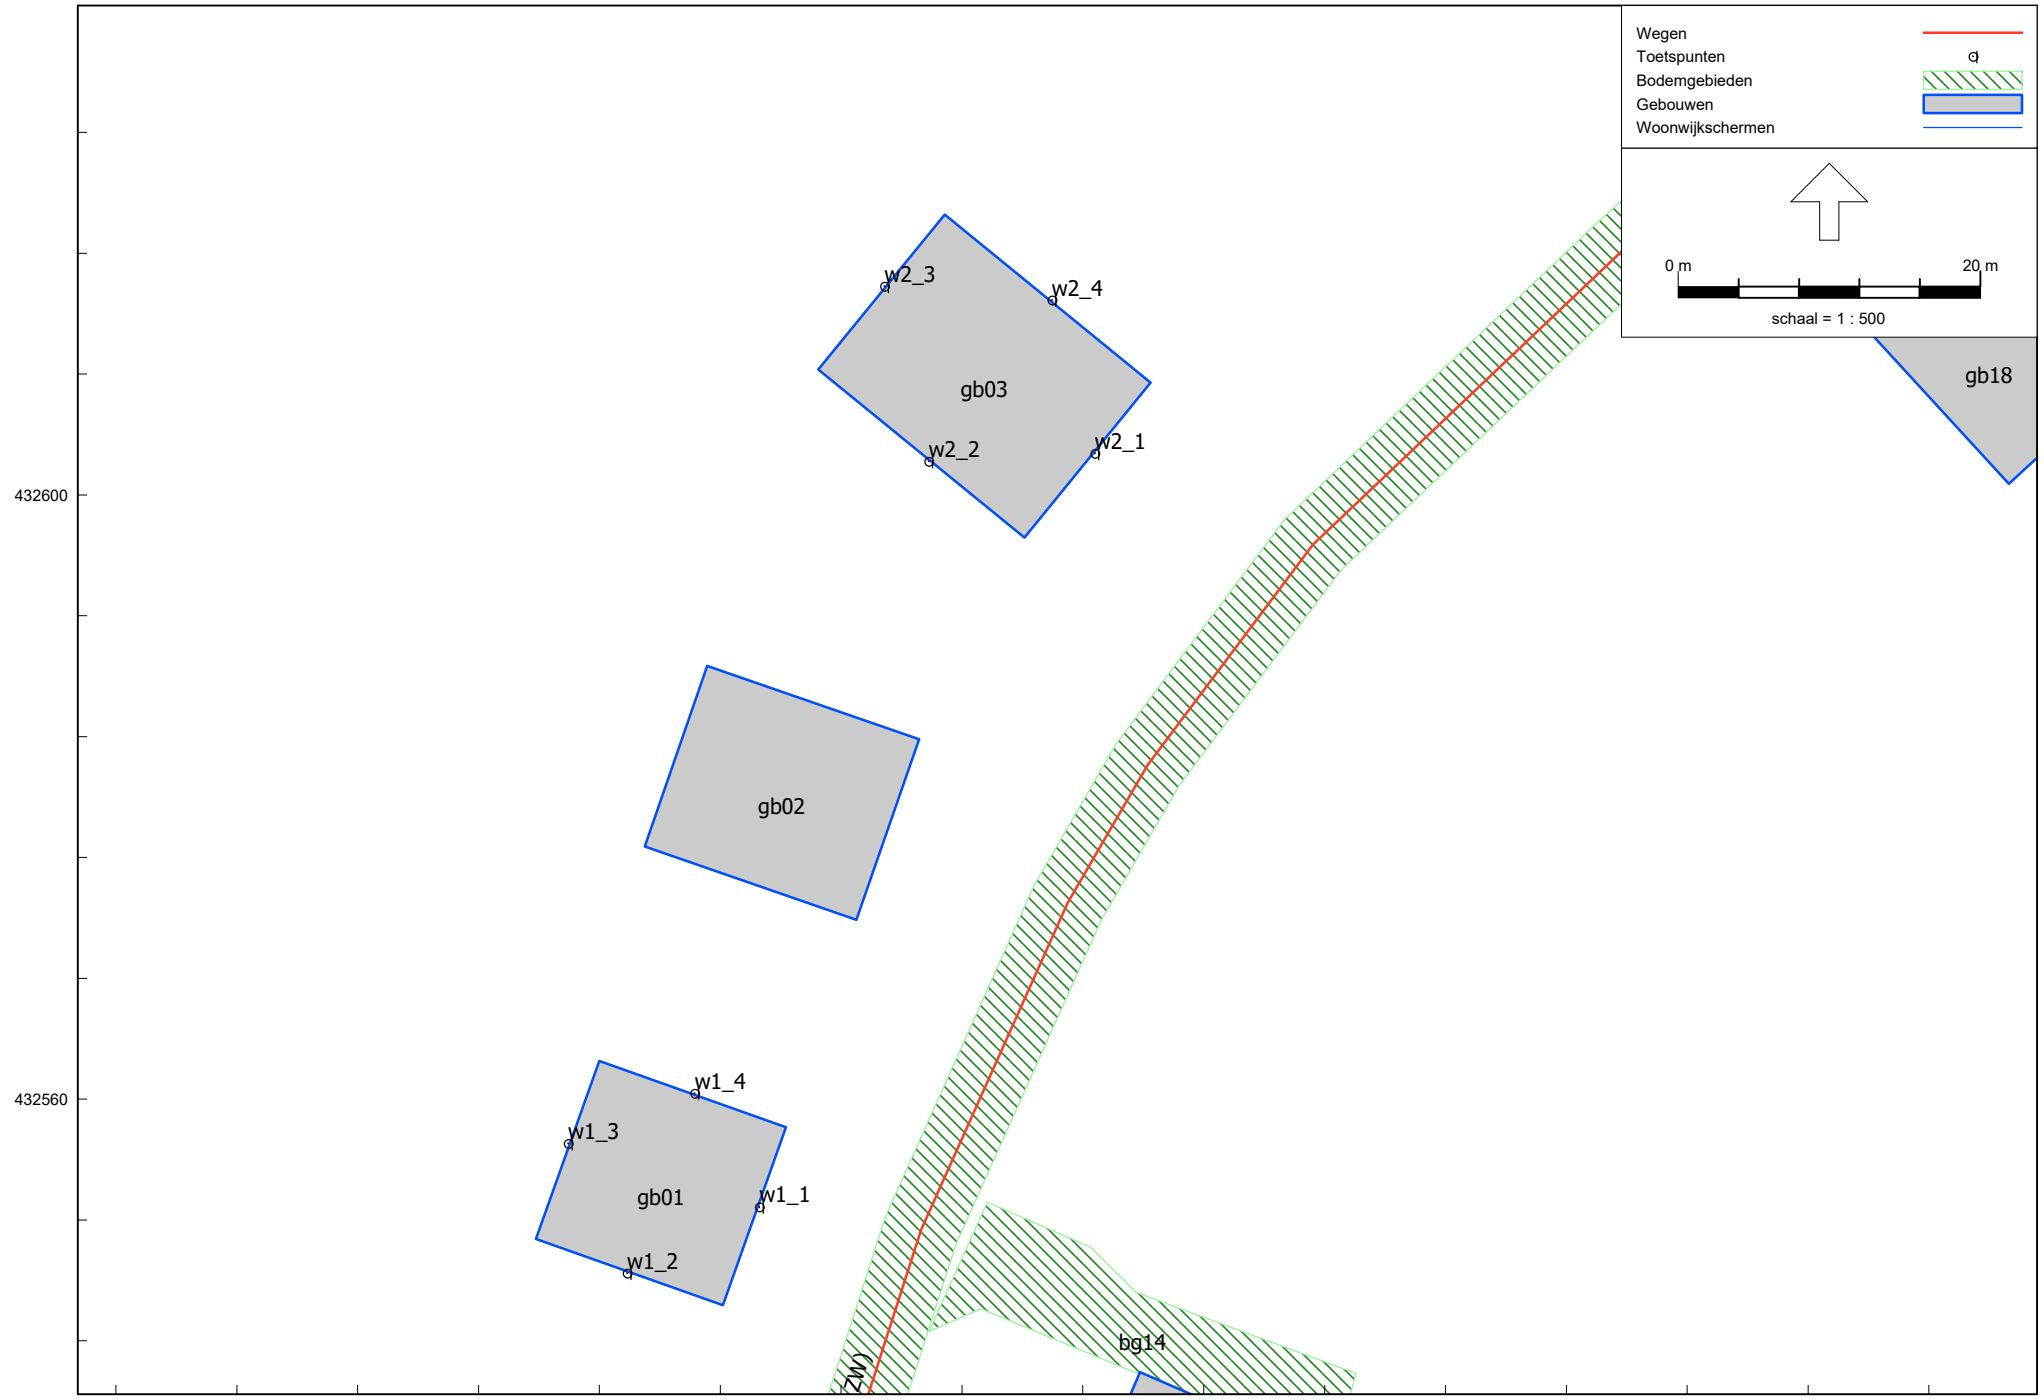 Wegen
Toetspunten
Bodemgebieden
Gebouwen
Woonwijkschermen
0 m 20 m
schaal = 1 : 500
w2_3
w2_4
gb03
gb18
w2_1
w2_2
432600
gb02
432560
w1_4
w1_3
gb01
w1_1
w1_2
bg14
ZW)